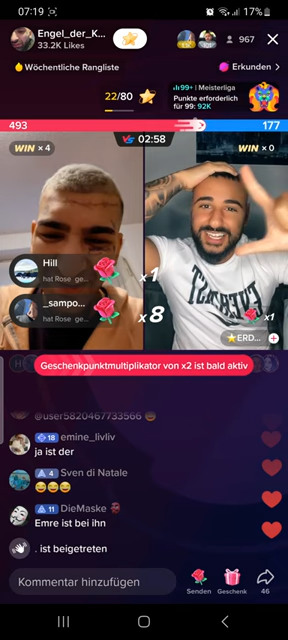 07:19
17%
Engel_der_K...
33.2K Likes
967
Wöchentliche Rangliste
Erkunden >
22/80
99+ | Meisterliga
Punkte erforderlich
für 99: 92K
493
177
02:58
WIN × 4
WIN × 0
Hill
hat Rose ge...
x1
_sampo...
hat Rose ge...
x8
x1
ERD...
Geschenkpunktmultiplikator von x2 ist bald aktiv
@user5820467733566
18 emine_livliv
ja ist der
4 Sven di Natale
11 DieMaske
Emre ist bei ihn
. ist beigetreten
Kommentar hinzufügen
Senden
Geschenk
46